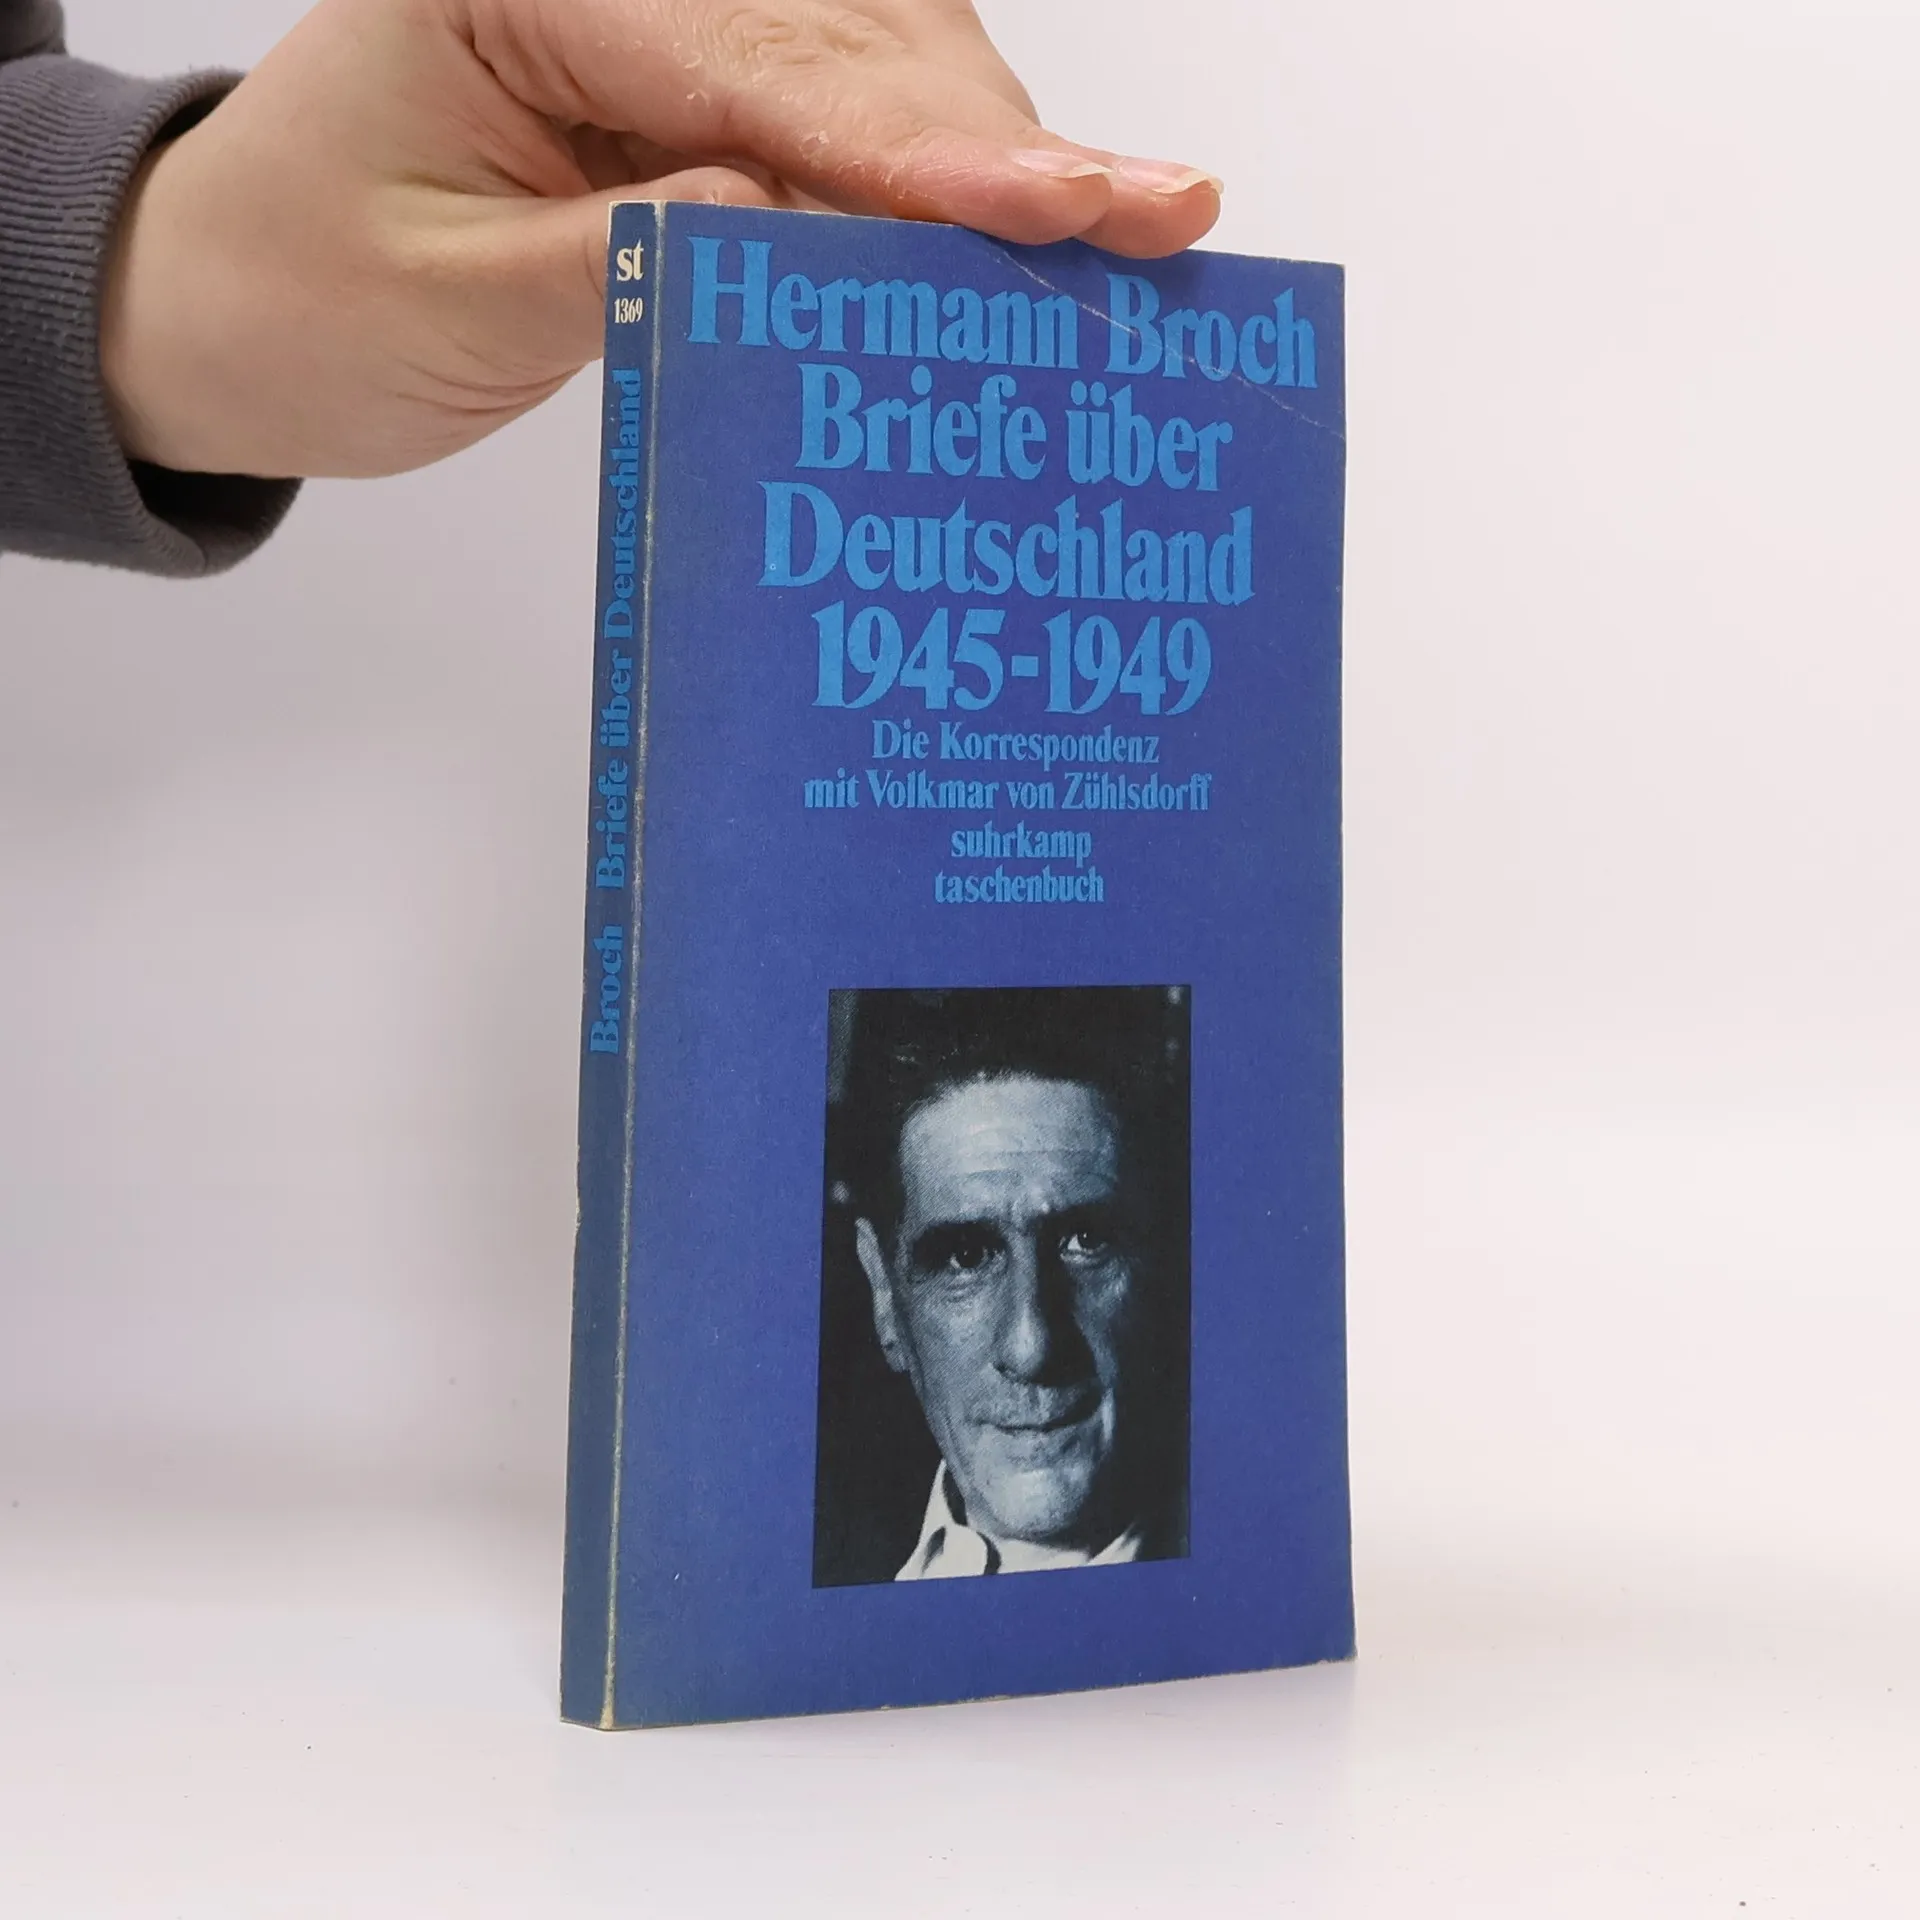 st
1369
Broch Briefe über Deutschland
Hermann Broch
Briefe über
Deutschland
1945-1949
Die Korrespondenz
mit Volkmar von Zühlsdorff
suhrkamp
taschenbuch